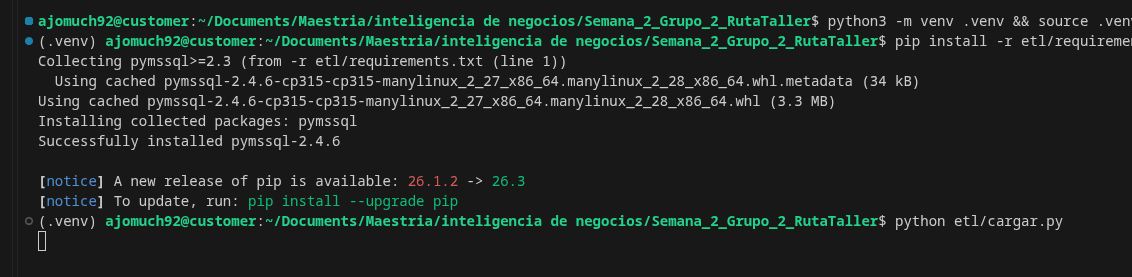 ajomuch92@customer:~/Documents/Maestria/inteligencia de negocios/Semana_2_Grupo_2_RutaTaller$ python3 -m venv .venv && source .venv
(.venv) ajomuch92@customer:~/Documents/Maestria/inteligencia de negocios/Semana_2_Grupo_2_RutaTaller$ pip install -r etl/requireme
Collecting pymssql>=2.3 (from -r etl/requirements.txt (line 1))
  Using cached pymssql-2.4.6-cp315-cp315-manylinux_2_27_x86_64.manylinux_2_28_x86_64.whl.metadata (34 kB)
Using cached pymssql-2.4.6-cp315-cp315-manylinux_2_27_x86_64.manylinux_2_28_x86_64.whl (3.3 MB)
Installing collected packages: pymssql
Successfully installed pymssql-2.4.6
[notice] A new release of pip is available: 26.1.2 -> 26.3
[notice] To update, run: pip install --upgrade pip
(.venv) ajomuch92@customer:~/Documents/Maestria/inteligencia de negocios/Semana_2_Grupo_2_RutaTaller$ python etl/cargar.py